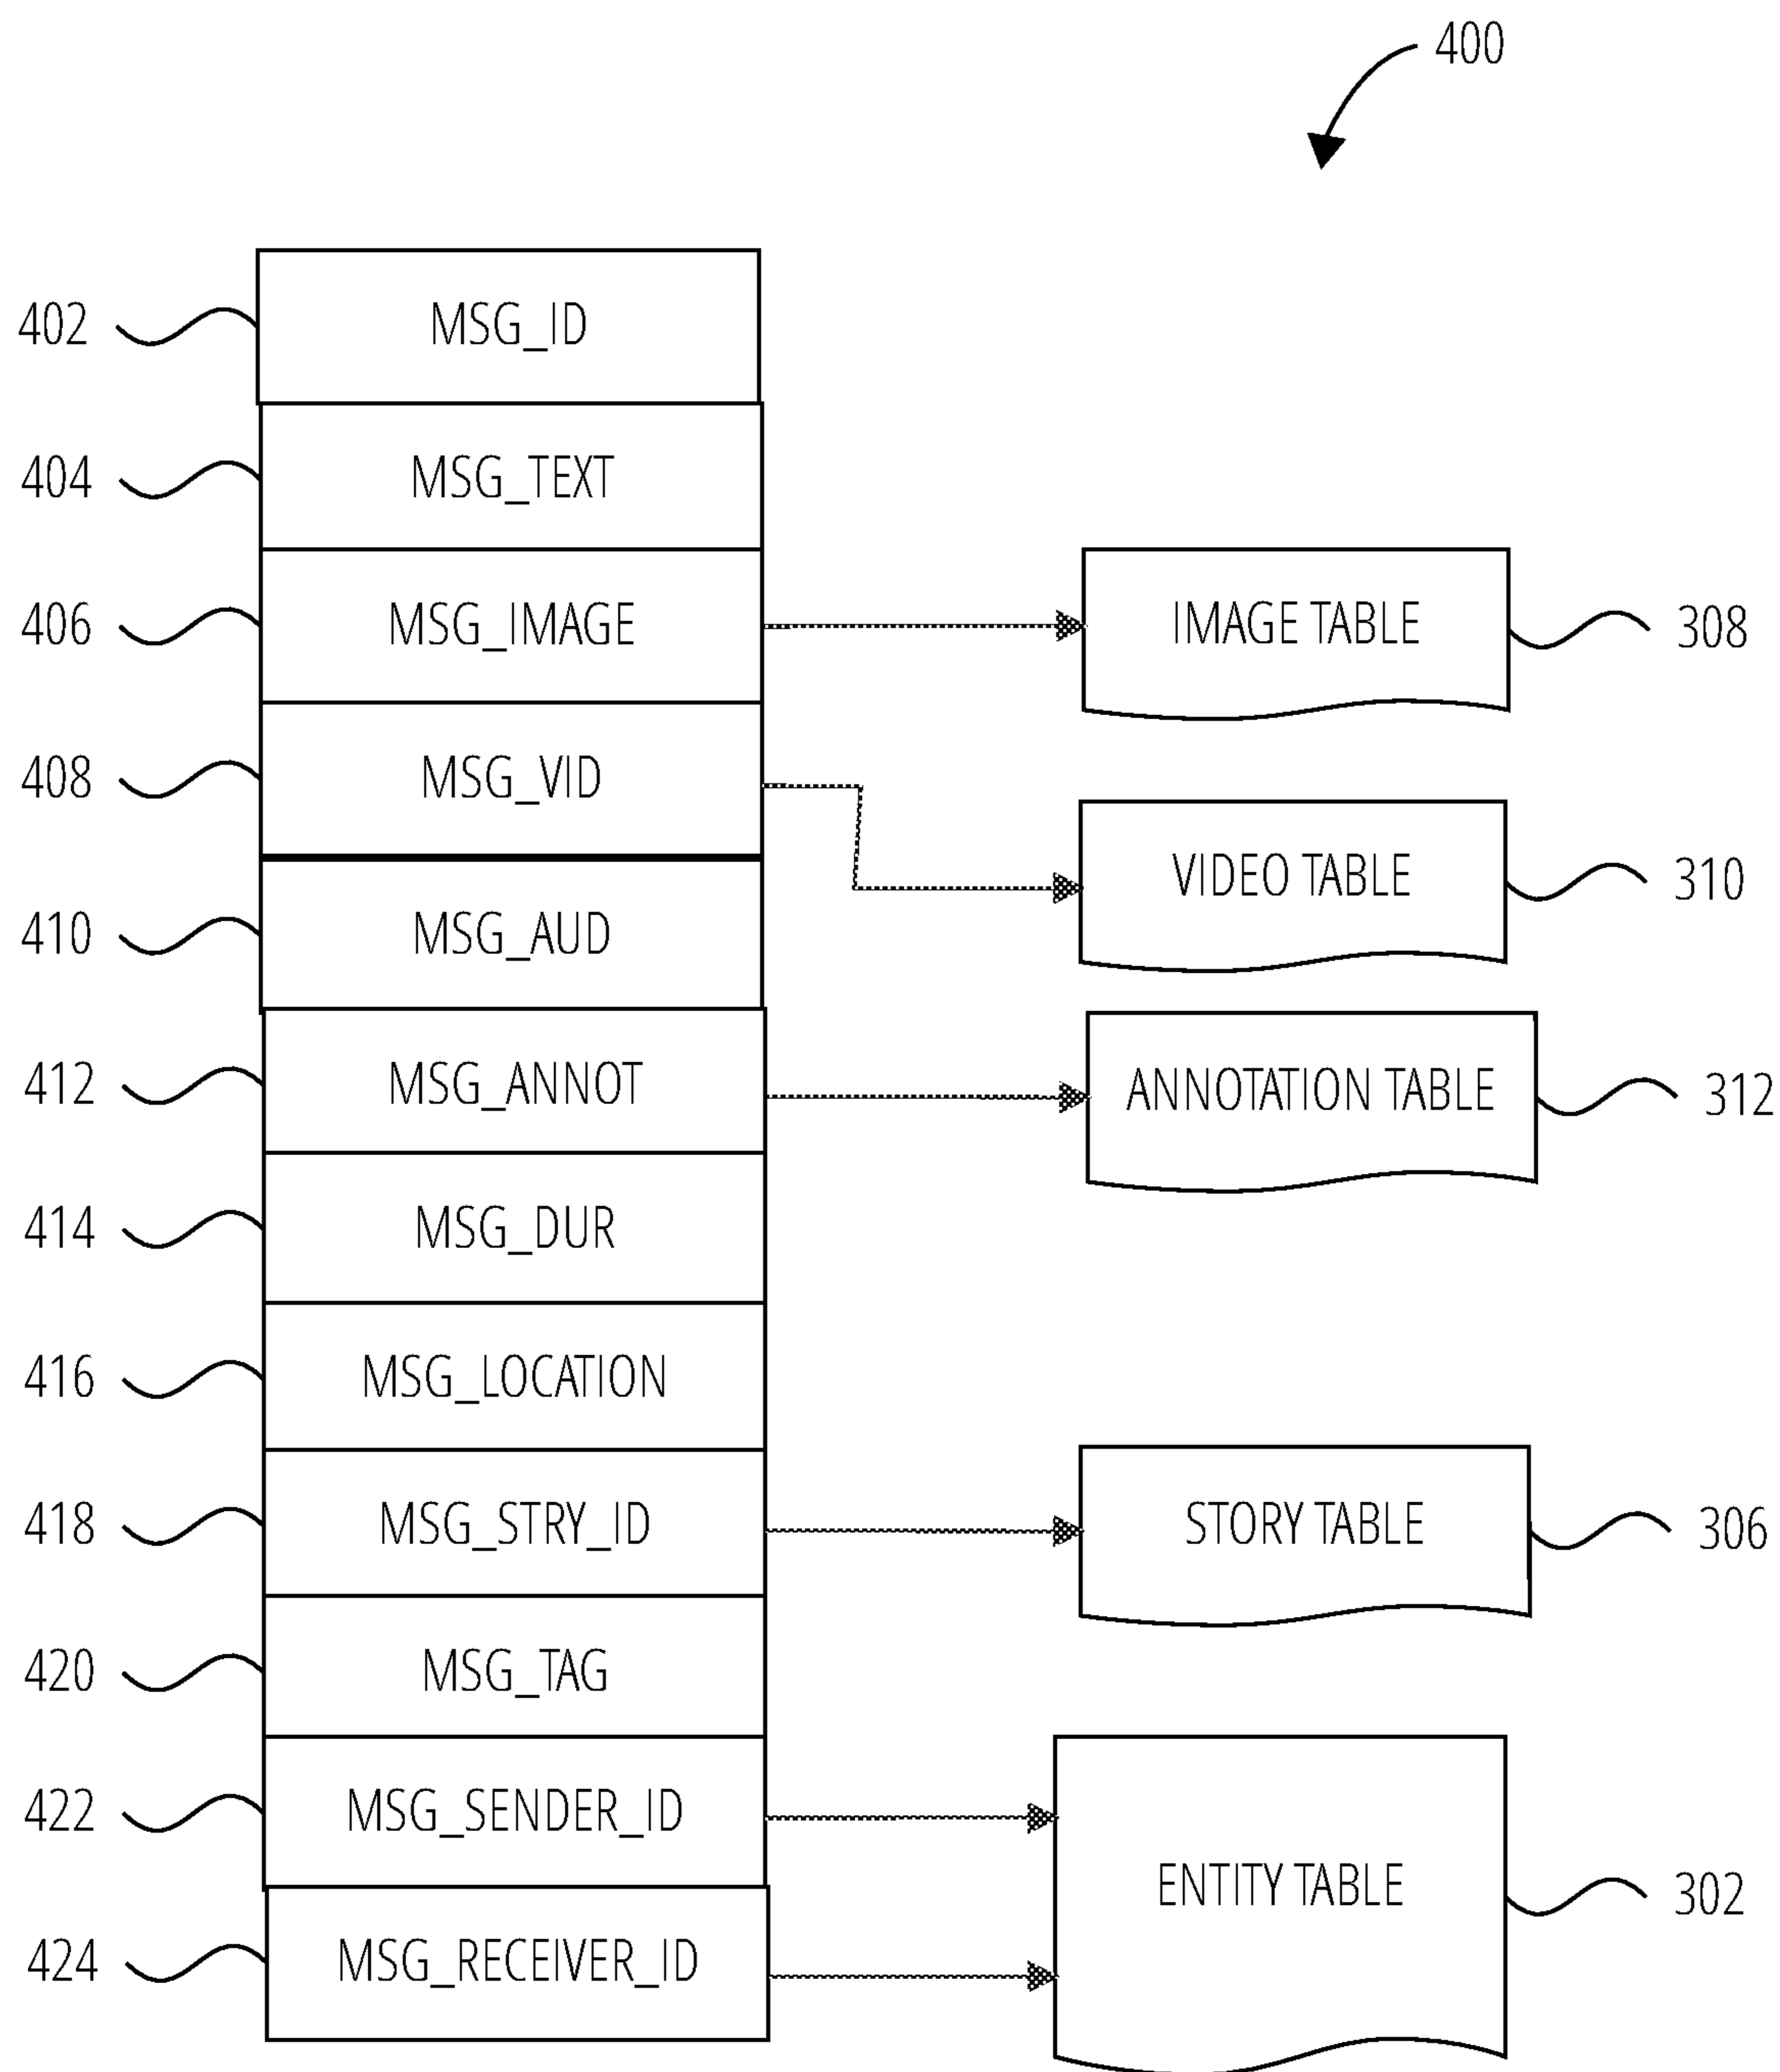 400
402 MSG_ID
404 MSG_TEXT
406 MSG_IMAGE IMAGE TABLE 308
408 MSG_VID VIDEO TABLE 310
410 MSG_AUD
412 MSG_ANNOT ANNOTATION TABLE 312
414 MSG_DUR
416 MSG_LOCATION
418 MSG_STRY_ID STORY TABLE 306
420 MSG_TAG
422 MSG_SENDER_ID ENTITY TABLE 302
424 MSG_RECEIVER_ID